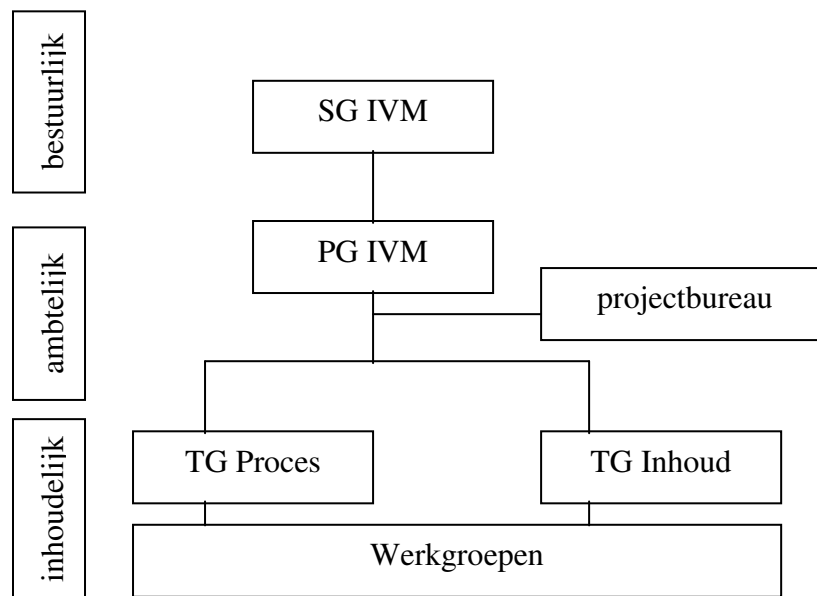 bestuurlijk
SG IVM
ambtelijk
PG IVM
projectbureau
inhoudelijk
TG Proces
TG Inhoud
Werkgroepen